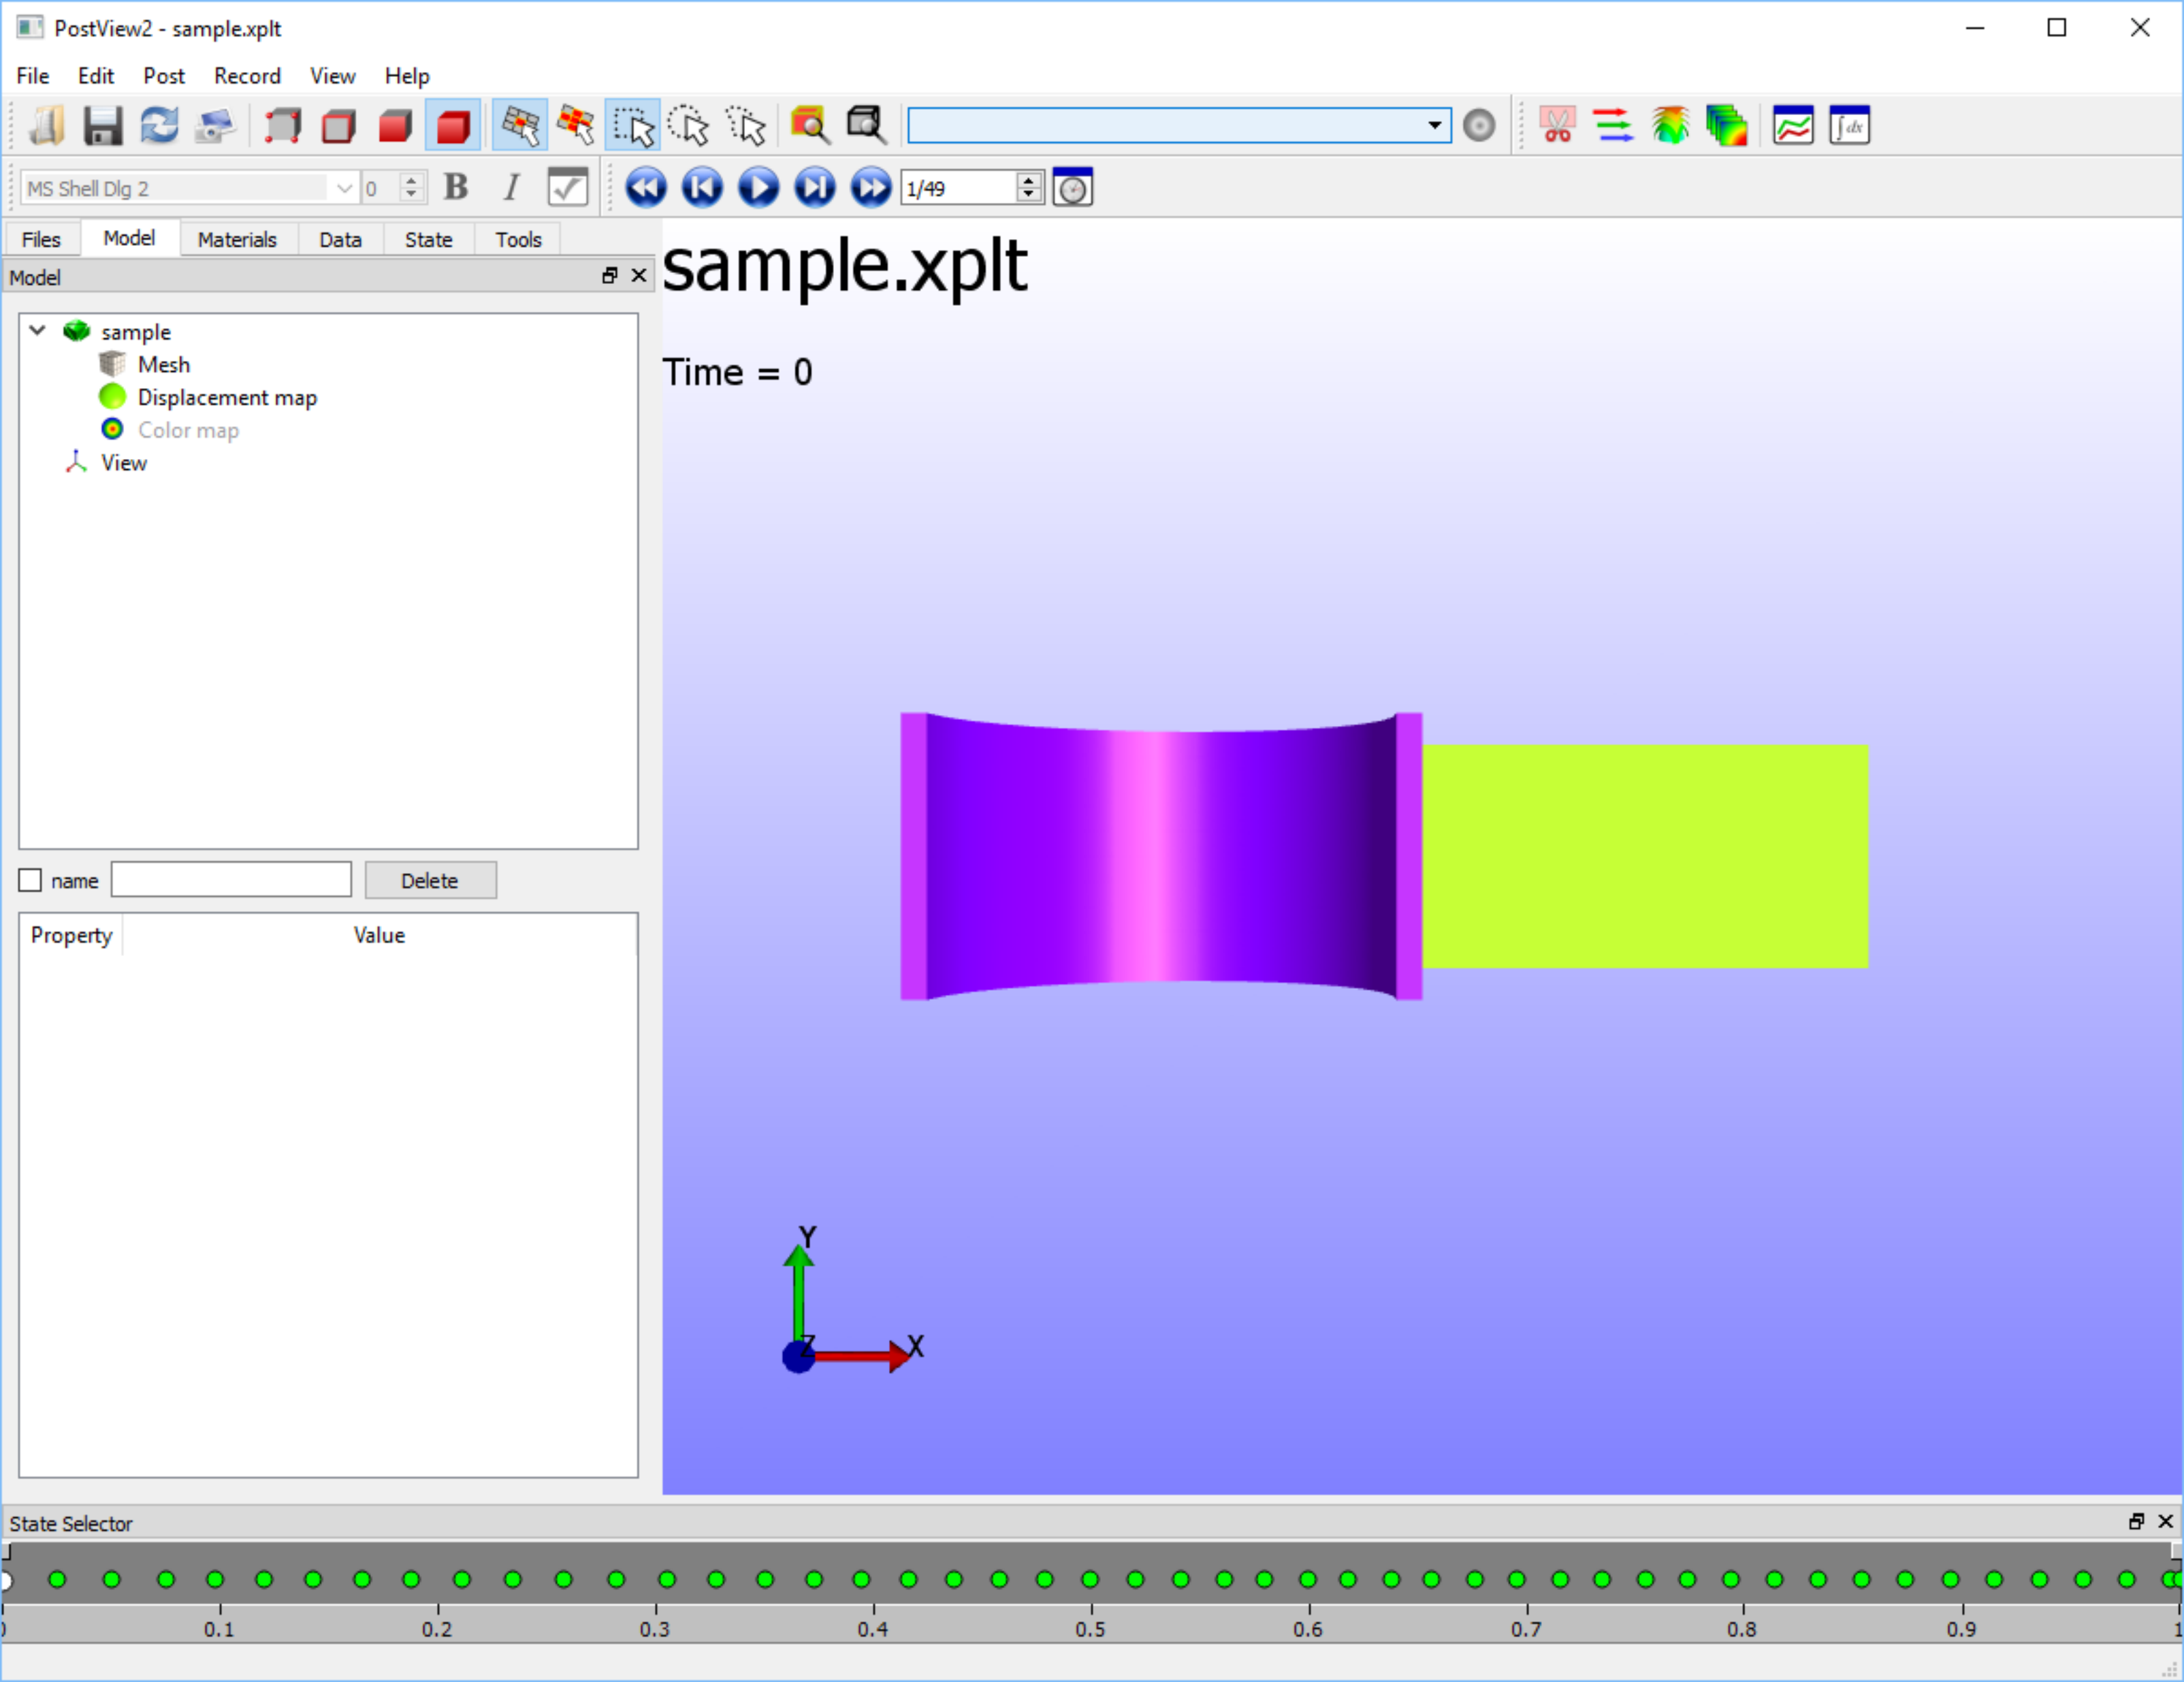 PostView2 - sample.xplt
File Edit Post Record View Help
∫dx
MS Shell Dlg 2 0 B I 1/49
Files Model Materials Data State Tools
Model
sample.xplt
Time = 0
sample
Mesh
Displacement map
Color map
View
name Delete
Property Value
Y
Z X
State Selector
0 0.1 0.2 0.3 0.4 0.5 0.6 0.7 0.8 0.9 1